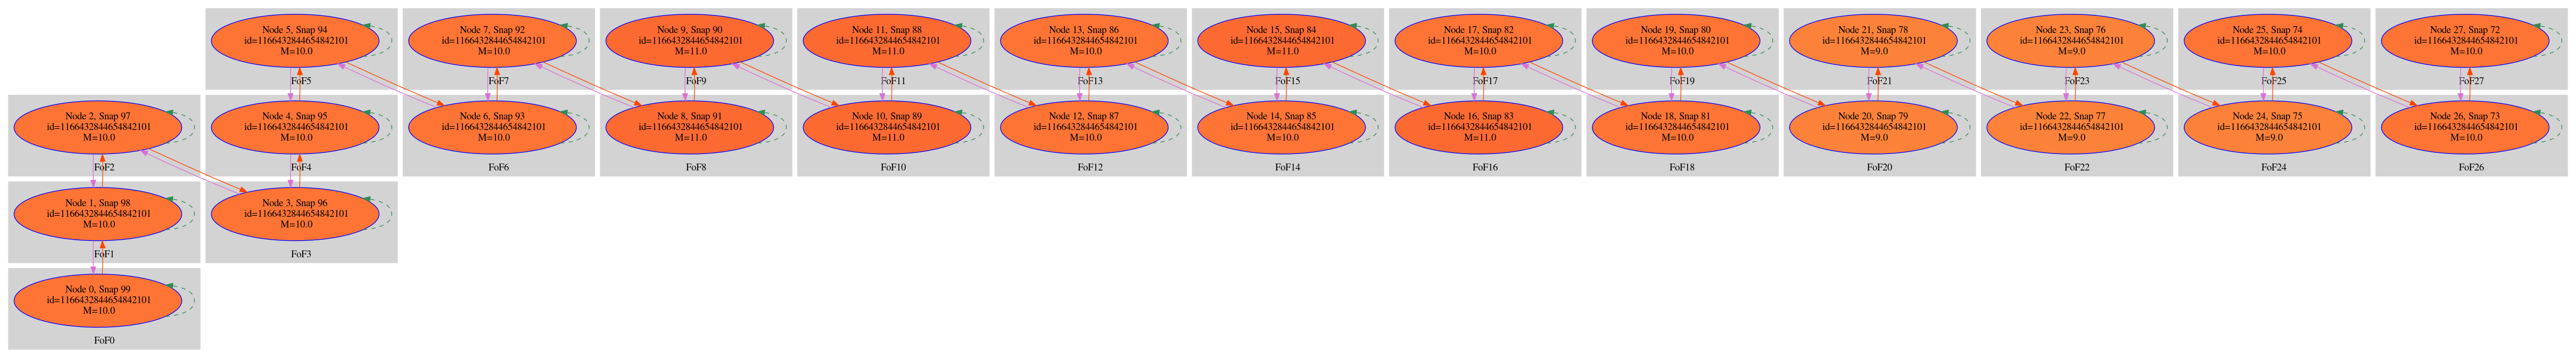 Node 5, Snap 94
id=1166432844654842101
M=10.0
FoF5
Node 7, Snap 92
id=1166432844654842101
M=10.0
FoF7
Node 9, Snap 90
id=1166432844654842101
M=11.0
FoF9
Node 11, Snap 88
id=1166432844654842101
M=11.0
FoF11
Node 13, Snap 86
id=1166432844654842101
M=10.0
FoF13
Node 15, Snap 84
id=1166432844654842101
M=11.0
FoF15
Node 17, Snap 82
id=1166432844654842101
M=10.0
FoF17
Node 19, Snap 80
id=1166432844654842101
M=10.0
FoF19
Node 21, Snap 78
id=1166432844654842101
M=9.0
FoF21
Node 23, Snap 76
id=1166432844654842101
M=9.0
FoF23
Node 25, Snap 74
id=1166432844654842101
M=10.0
FoF25
Node 27, Snap 72
id=1166432844654842101
M=10.0
FoF27
Node 2, Snap 97
id=1166432844654842101
M=10.0
FoF2
Node 4, Snap 95
id=1166432844654842101
M=10.0
FoF4
Node 6, Snap 93
id=1166432844654842101
M=10.0
FoF6
Node 8, Snap 91
id=1166432844654842101
M=11.0
FoF8
Node 10, Snap 89
id=1166432844654842101
M=11.0
FoF10
Node 12, Snap 87
id=1166432844654842101
M=10.0
FoF12
Node 14, Snap 85
id=1166432844654842101
M=10.0
FoF14
Node 16, Snap 83
id=1166432844654842101
M=11.0
FoF16
Node 18, Snap 81
id=1166432844654842101
M=10.0
FoF18
Node 20, Snap 79
id=1166432844654842101
M=9.0
FoF20
Node 22, Snap 77
id=1166432844654842101
M=9.0
FoF22
Node 24, Snap 75
id=1166432844654842101
M=9.0
FoF24
Node 26, Snap 73
id=1166432844654842101
M=10.0
FoF26
Node 1, Snap 98
id=1166432844654842101
M=10.0
FoF1
Node 3, Snap 96
id=1166432844654842101
M=10.0
FoF3
Node 0, Snap 99
id=1166432844654842101
M=10.0
FoF0